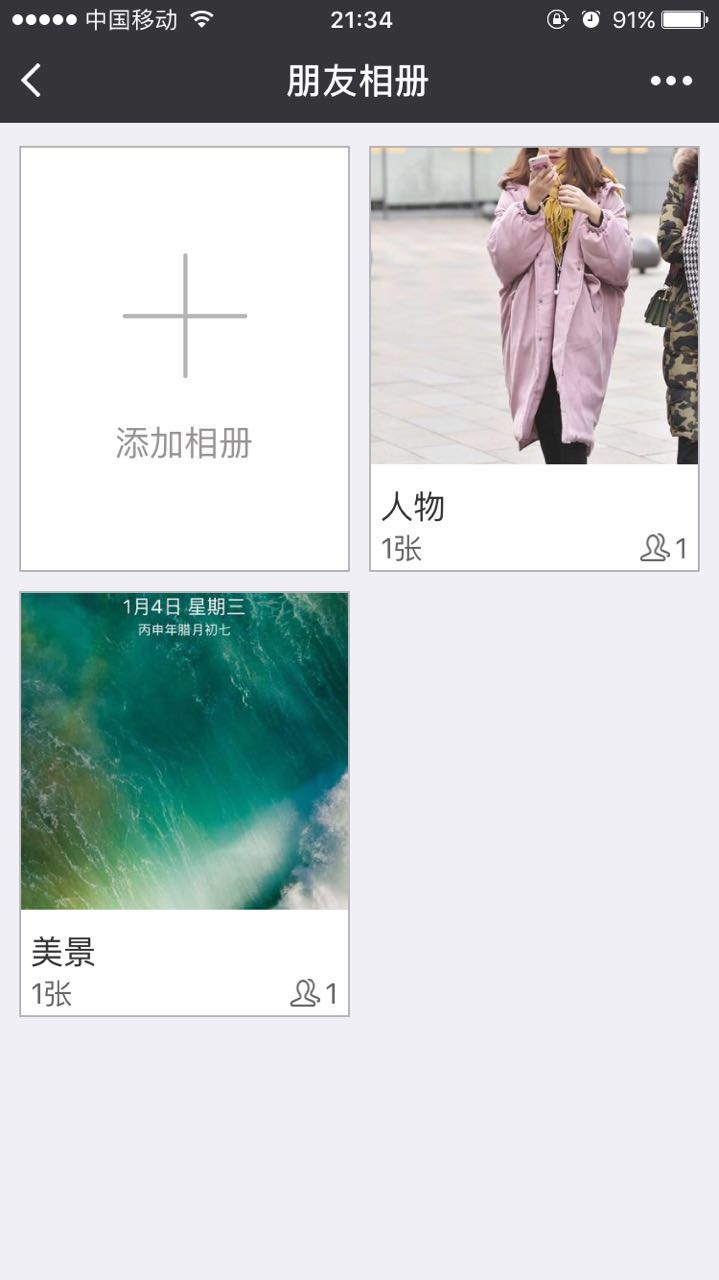 中国移动 21:34 91%
朋友相册
添加相册
人物
1张 1
1月4日 星期三
丙申年腊月初七
美景
1张 1